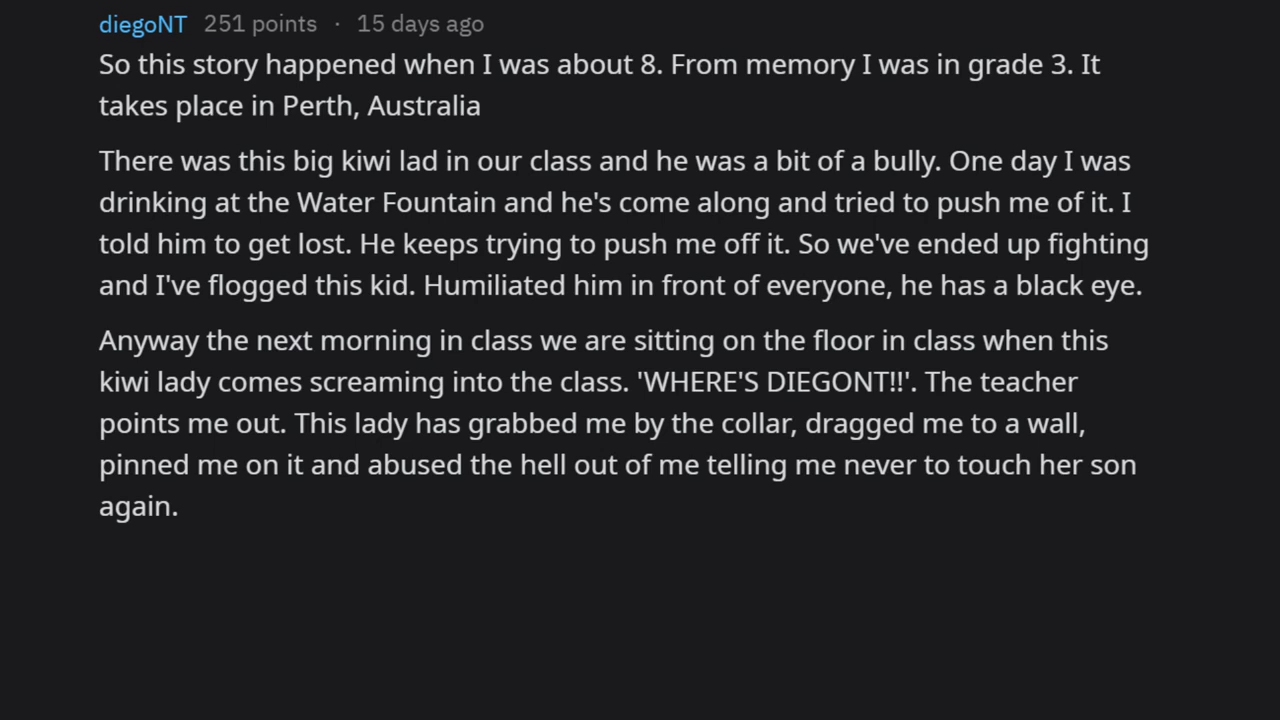 diegoNT 251 points · 15 days ago
So this story happened when I was about 8. From memory I was in grade 3. It
takes place in Perth, Australia
There was this big kiwi lad in our class and he was a bit of a bully. One day I was
drinking at the Water Fountain and he's come along and tried to push me of it. I
told him to get lost. He keeps trying to push me off it. So we've ended up fighting
and I've flogged this kid. Humiliated him in front of everyone, he has a black eye.
Anyway the next morning in class we are sitting on the floor in class when this
kiwi lady comes screaming into the class. 'WHERE'S DIEGONT!!'. The teacher
points me out. This lady has grabbed me by the collar, dragged me to a wall,
pinned me on it and abused the hell out of me telling me never to touch her son
again.